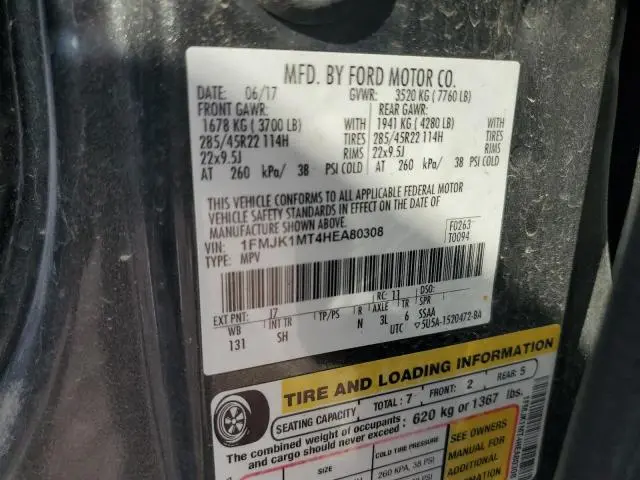 MFD. BY FORD MOTOR CO.
DATE: 06/17 GVWR: 3520 KG (7760 LB)
FRONT GAWR: REAR GAWR:
1678 KG (3700 LB) WITH 1941 KG (4280 LB) WITH
285/45R22 114H TIRES 285/45R22 114H TIRES
22x9.5J RIMS 22x9.5J RIMS
AT 260 kPa/ 38 PSI COLD AT 260 kPa/ 38 PSI COLD
THIS VEHICLE CONFORMS TO ALL APPLICABLE FEDERAL MOTOR
VEHICLE SAFETY STANDARDS IN EFFECT ON THE DATE OF
MANUFACTURE SHOWN ABOVE.
VIN: 1FMJK1MT4HEA80308 F0263
TYPE: MPV T0094
EXT PNT: J7 RC: 11 DSO:
WB INT TR TP/PS R AXLE TR SPR
131 SH N 3L 6 SSAA
UTC 5U5A-1520472-BA
TIRE AND LOADING INFORMATION
SEATING CAPACITY TOTAL: 7 FRONT: 2 REAR: 5
The combined weight of occupants
and cargo should never exceed : 620 kg or 1367 lbs.
SIZE COLD TIRE PRESSURE SEE OWNERS
260 KPA, 38 PSI MANUAL FOR
ADDITIONAL
1FMJK1MT4HEA80308